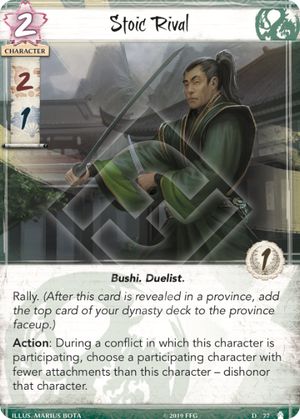 2
Stoic Rival
CHARACTER
2
1
1
Bushi. Duelist.
Rally. (After this card is revealed in a province, add
the top card of your dynasty deck to the province
faceup.)
Action: During a conflict in which this character is
participating, choose a participating character with
fewer attachments than this character – dishonor
that character.
ILLUS. MARIUS BOTA
©2019 FFG
D 22